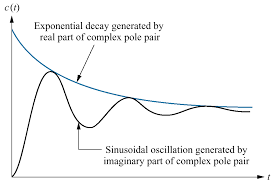 c(t)
Exponential decay generated by
real part of complex pole pair
Sinusoidal oscillation generated by
imaginary part of complex pole pair
t